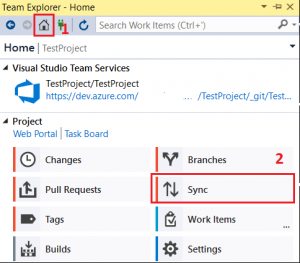 Team Explorer - Home
1
Search Work Items (Ctrl+')
Home | TestProject
Visual Studio Team Services
TestProject/TestProject
https://dev.azure.com/ /TestProject/_git/Test...
Project
Web Portal | Task Board
2
Changes
Branches
Pull Requests
Sync
Tags
Work Items
...
Builds
Settings